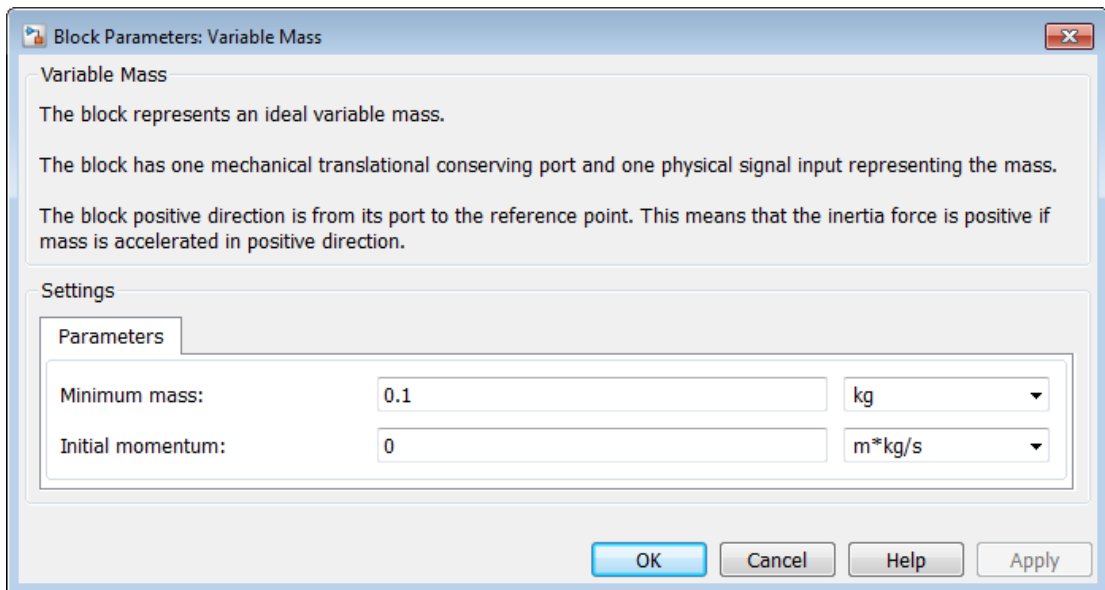 Block Parameters: Variable Mass
Variable Mass
The block represents an ideal variable mass.
The block has one mechanical translational conserving port and one physical signal input representing the mass.
The block positive direction is from its port to the reference point. This means that the inertia force is positive if
mass is accelerated in positive direction.
Settings
Parameters
Minimum mass: 0.1 kg
Initial momentum: 0 m*kg/s
OK Cancel Help Apply